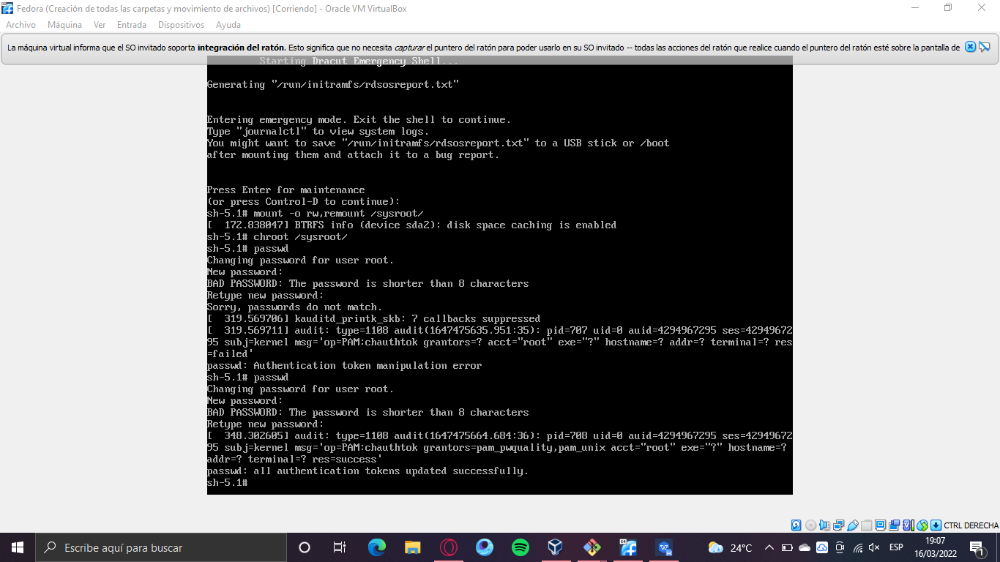 Fedora (Creación de todas las carpetas y movimiento de archivos) [Corriendo] - Oracle VM VirtualBox
Archivo Máquina Ver Entrada Dispositivos Ayuda
La máquina virtual informa que el SO invitado soporta integración del ratón. Esto significa que no necesita capturar el puntero del ratón para poder usarlo en su SO invitado -- todas las acciones del ratón que realice cuando el puntero del ratón esté sobre la pantalla de
Starting Dracut Emergency Shell...
Generating "/run/initramfs/rdsosreport.txt"
Entering emergency mode. Exit the shell to continue.
Type "journalctl" to view system logs.
You might want to save "/run/initramfs/rdsosreport.txt" to a USB stick or /boot
after mounting them and attach it to a bug report.
Press Enter for maintenance
(or press Control-D to continue):
sh-5.1# mount -o rw,remount /sysroot/
[  172.838047] BTRFS info (device sda2): disk space caching is enabled
sh-5.1# chroot /sysroot/
sh-5.1# passwd
Changing password for user root.
New password:
BAD PASSWORD: The password is shorter than 8 characters
Retype new password:
Sorry, passwords do not match.
[  319.569706] kauditd_printk_skb: 7 callbacks suppressed
[  319.569711] audit: type=1108 audit(1647475635.951:35): pid=707 uid=0 auid=4294967295 ses=42949672
95 subj=kernel msg='op=PAM:chauthtok grantors=? acct="root" exe="?" hostname=? addr=? terminal=? res
=failed'
passwd: Authentication token manipulation error
sh-5.1# passwd
Changing password for user root.
New password:
BAD PASSWORD: The password is shorter than 8 characters
Retype new password:
[  348.302605] audit: type=1108 audit(1647475664.684:36): pid=708 uid=0 auid=4294967295 ses=42949672
95 subj=kernel msg='op=PAM:chauthtok grantors=pam_pwquality,pam_unix acct="root" exe="?" hostname=?
addr=? terminal=? res=success'
passwd: all authentication tokens updated successfully.
sh-5.1#
CTRL DERECHA
Escribe aquí para buscar
24°C
ESP
19:07
16/03/2022
1